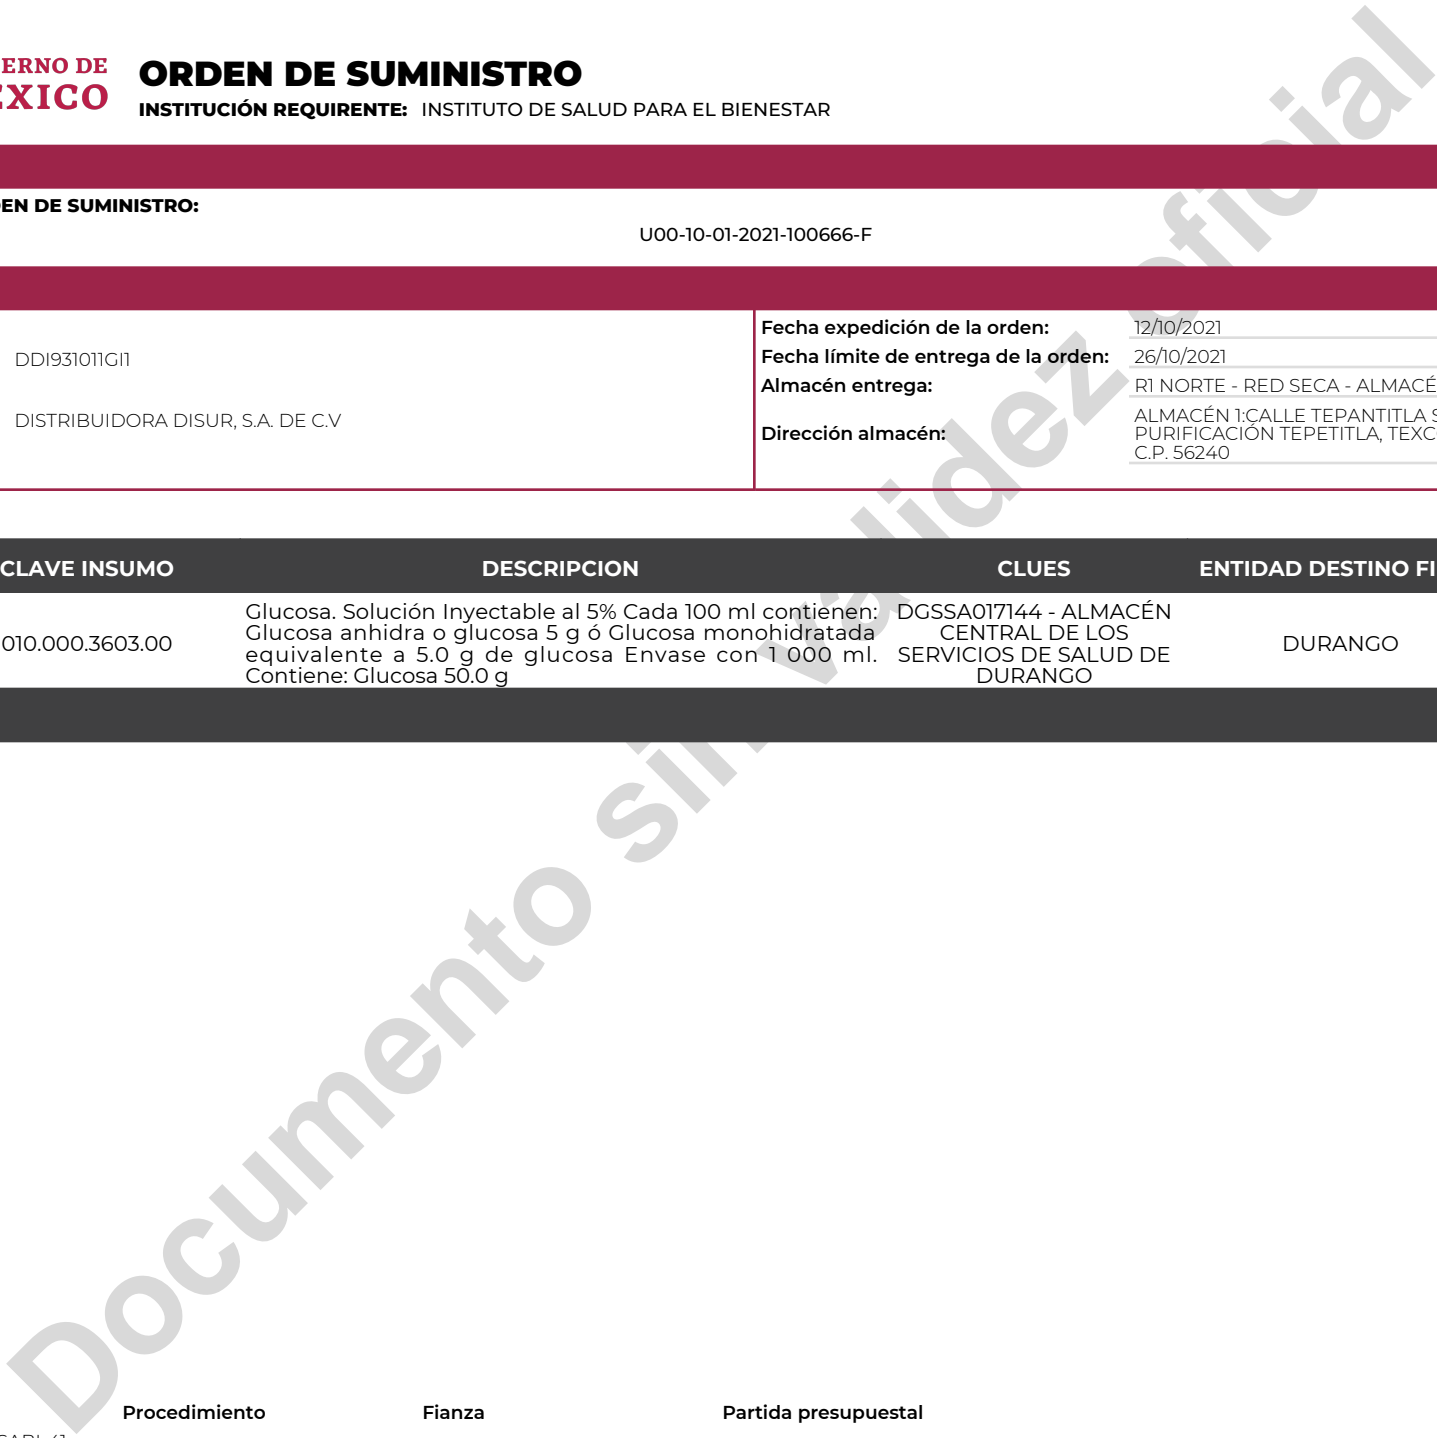 ERNO DE
ÉXICO
ORDEN DE SUMINISTRO
INSTITUCIÓN REQUIRENTE: INSTITUTO DE SALUD PARA EL BIENESTAR
EN DE SUMINISTRO:
U00-10-01-2021-100666-F
DDI931011GI1
DISTRIBUIDORA DISUR, S.A. DE C.V
Fecha expedición de la orden: 12/10/2021
Fecha límite de entrega de la orden: 26/10/2021
Almacén entrega: R1 NORTE - RED SECA - ALMACÉ
Dirección almacén:
ALMACÉN 1:CALLE TEPANTITLA S
PURIFICACIÓN TEPETITLA, TEXC
C.P. 56240
CLAVE INSUMO DESCRIPCION CLUES ENTIDAD DESTINO FI
010.000.3603.00
Glucosa. Solución Inyectable al 5% Cada 100 ml contienen:
Glucosa anhidra o glucosa 5 g ó Glucosa monohidratada
equivalente a 5.0 g de glucosa Envase con 1 000 ml.
Contiene: Glucosa 50.0 g
DGSSA017144 - ALMACÉN
CENTRAL DE LOS
SERVICIOS DE SALUD DE
DURANGO
DURANGO
Documento sin validez oficial
Procedimiento Fianza Partida presupuestal